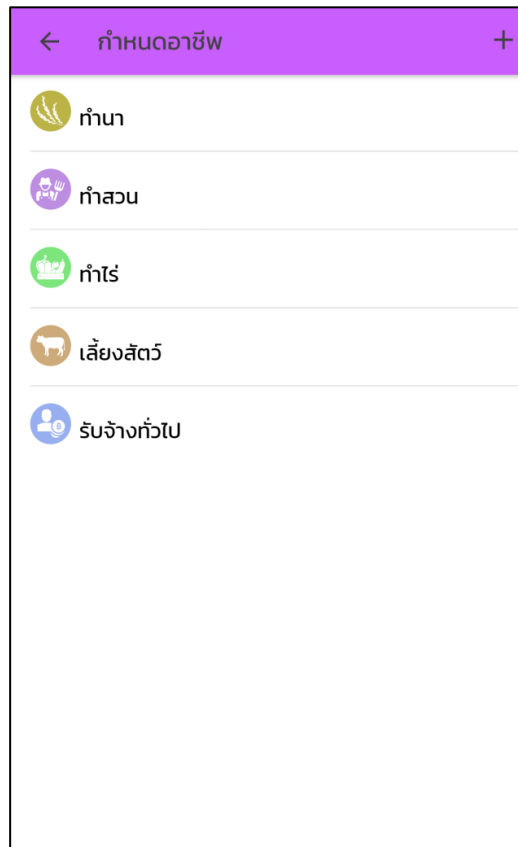 กำหนดอาชีพ
ทำนา
ทำสวน
ทำไร่
เลี้ยงสัตว์
รับจ้างทั่วไป